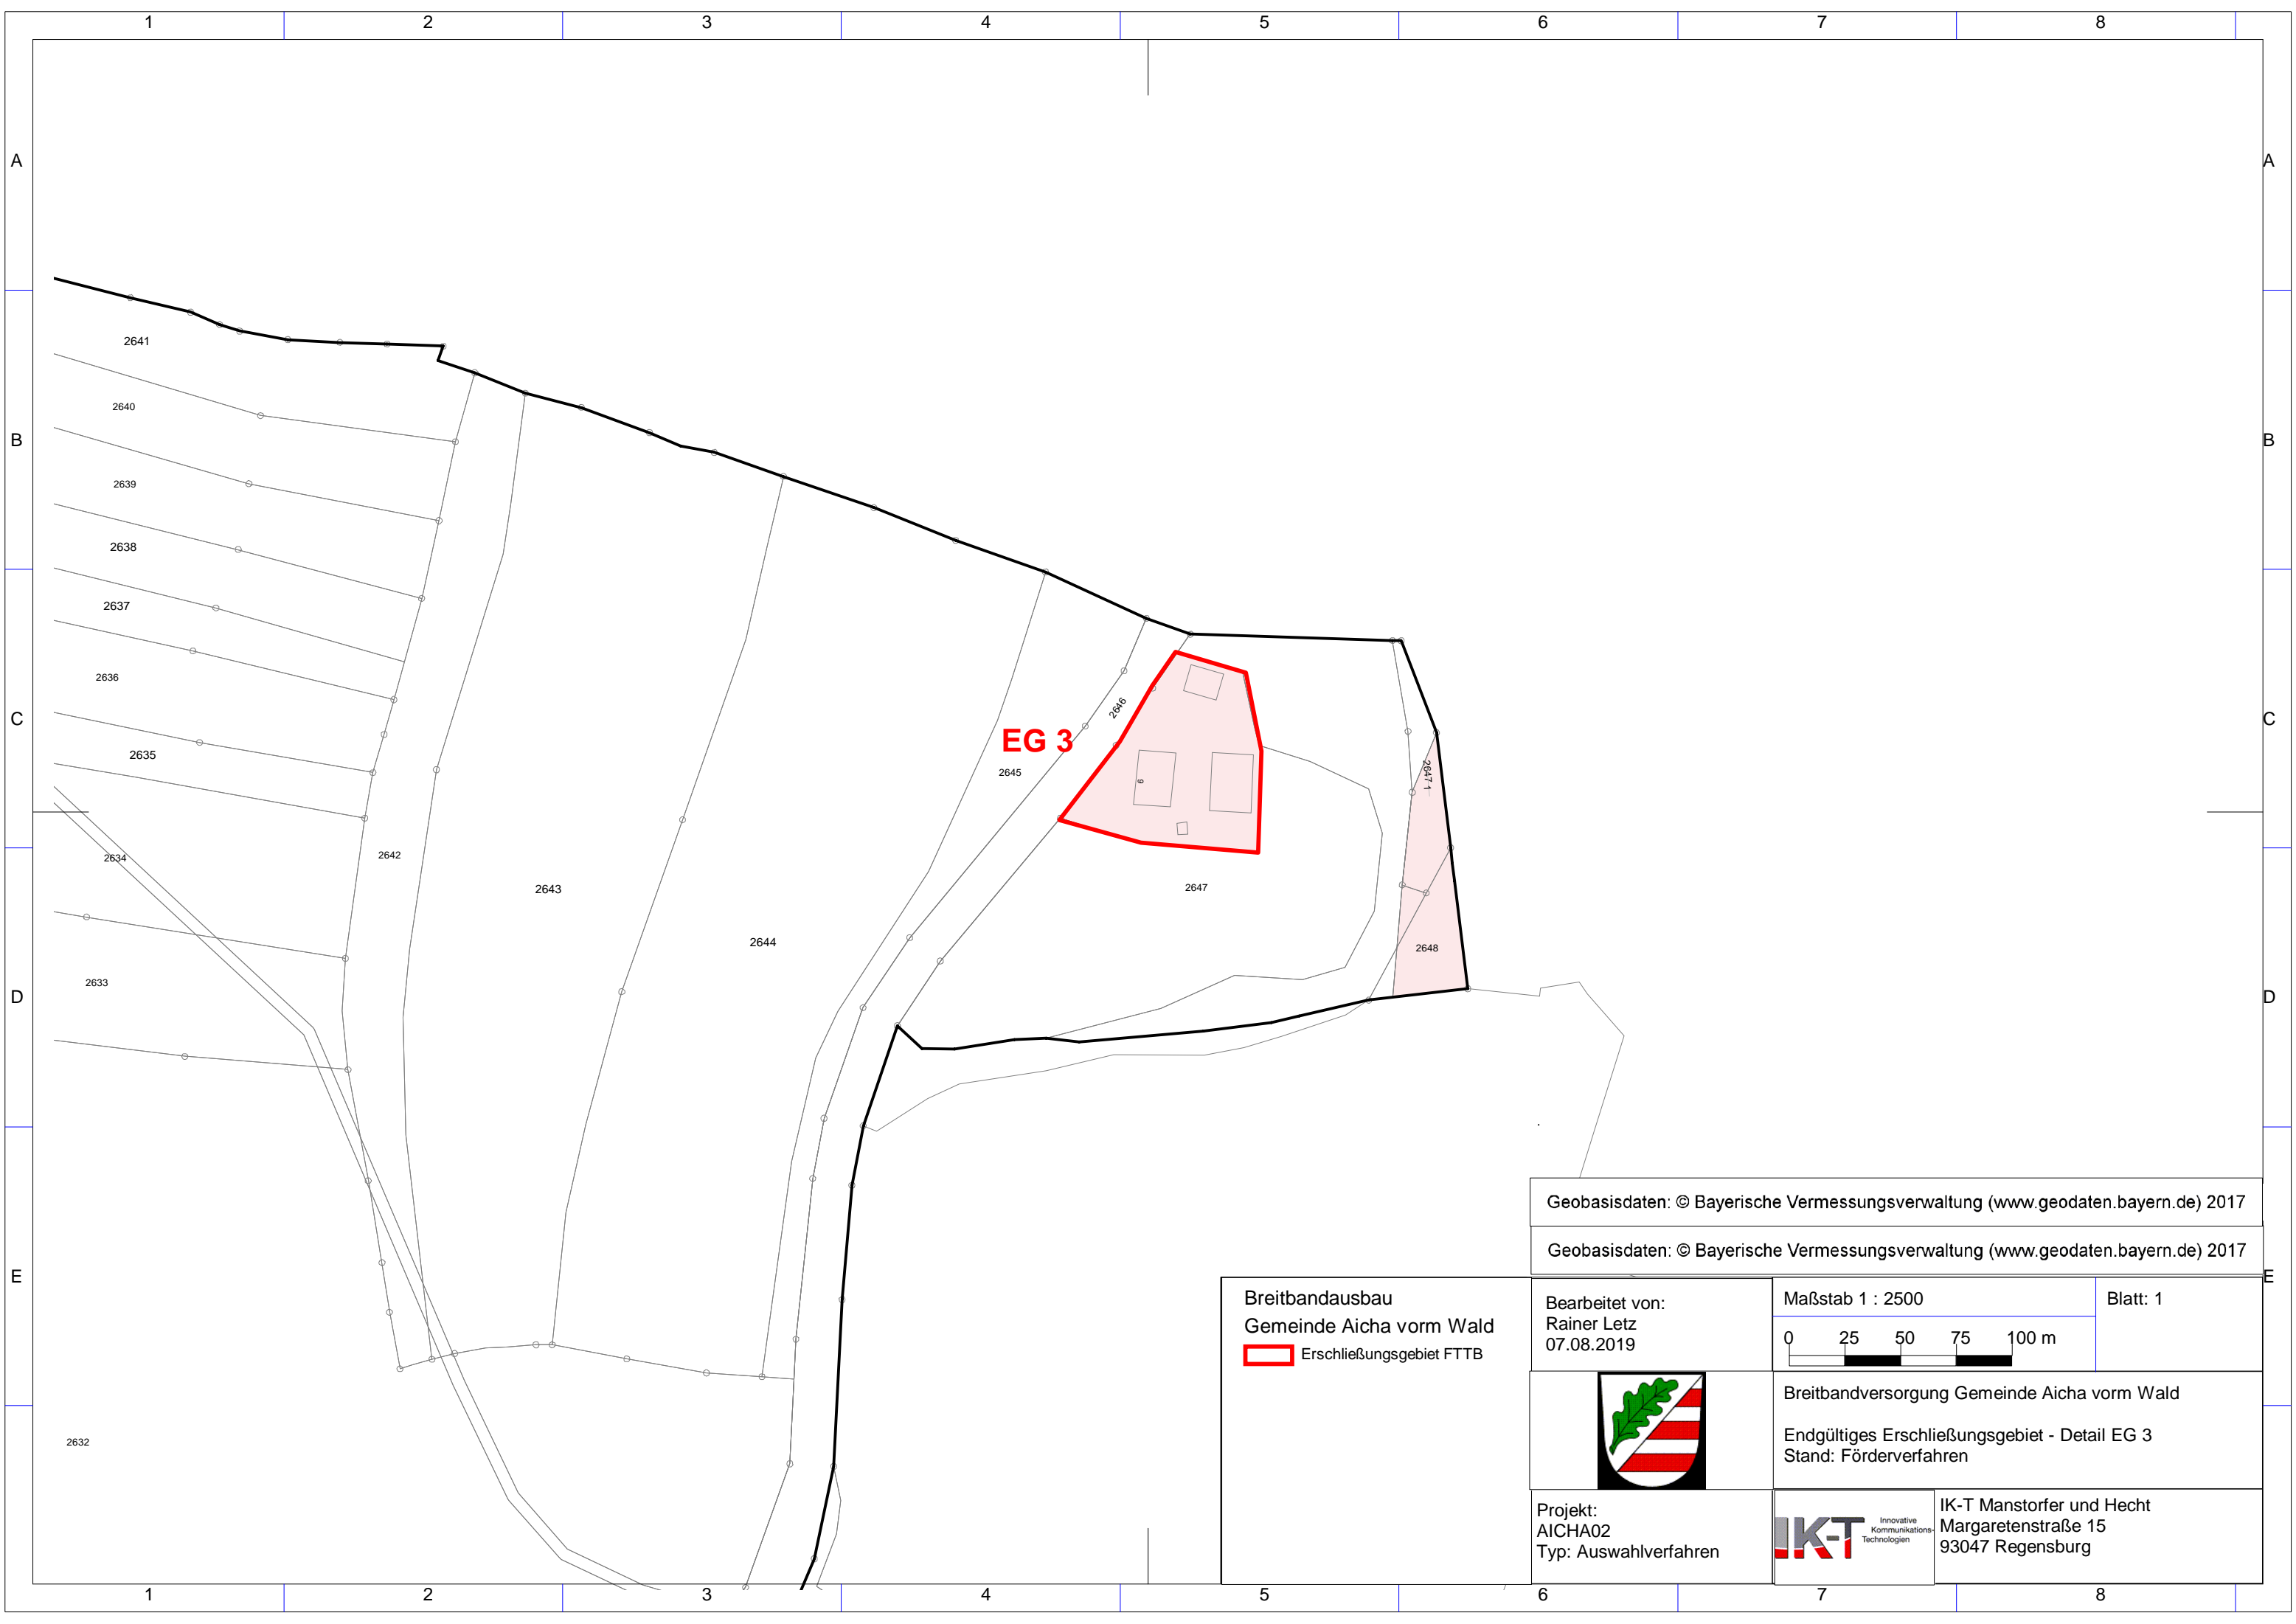 1 2 3 4 5 6 7 8
A A
B B
C C
D D
E E
2641
2640
2639
2638
2637
2636
2635
2634
2633
2632
2642
2643
2644
2645
2646
EG 3
9
2647
2647 1
2648
Geobasisdaten: © Bayerische Vermessungsverwaltung (www.geodaten.bayern.de) 2017
Geobasisdaten: © Bayerische Vermessungsverwaltung (www.geodaten.bayern.de) 2017
Breitbandausbau
Gemeinde Aicha vorm Wald
Erschließungsgebiet FTTB
Bearbeitet von:
Rainer Letz
07.08.2019
Maßstab 1 : 2500
Blatt: 1
0 25 50 75 100 m
Breitbandversorgung Gemeinde Aicha vorm Wald
Endgültiges Erschließungsgebiet - Detail EG 3
Stand: Förderverfahren
Projekt:
AICHA02
Typ: Auswahlverfahren
IK-T
Innovative
Kommunikations-
Technologien
IK-T Manstorfer und Hecht
Margaretenstraße 15
93047 Regensburg
1 2 3 4 5 6 7 8